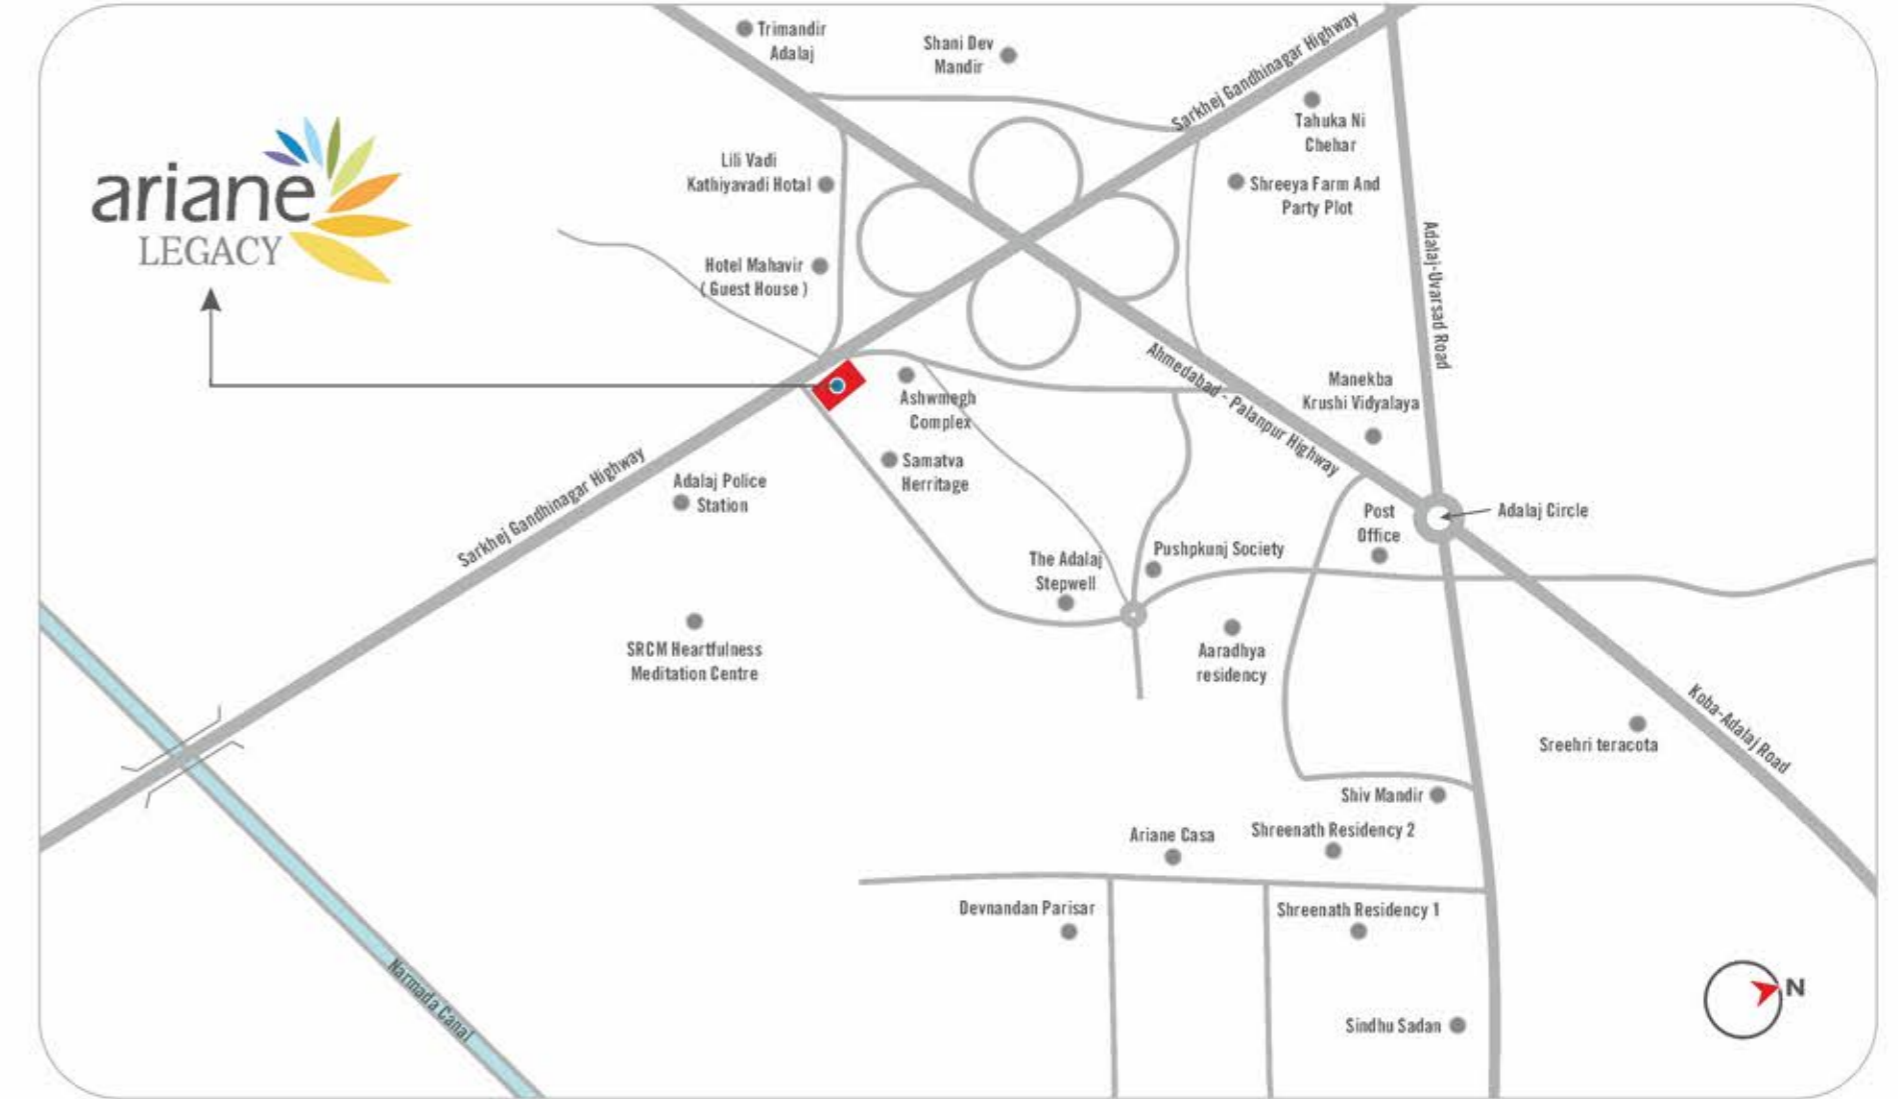 Trimandir
Adalaj
Shani Dev
Mandir
Sarkhej Gandhinagar Highway
Tahuka Ni
Chehar
ariane
LEGACY
Lili Vadi
Kathiyavadi Hotal
Shreeya Farm And
Party Plot
Hotel Mahavir
( Guest House )
Adalaj-Uvarsad Road
Ahmedabad - Palanpur Highway
Manekba
Krushi Vidyalaya
Ashwmegh
Complex
Samatva
Herritage
Sarkhej Gandhinagar Highway
Adalaj Police
Station
Post
Office
Adalaj Circle
The Adalaj
Stepwell
Pushpkunj Society
SRCM Heartfulness
Meditation Centre
Aaradhya
residency
Koba-Adalaj Road
Sreehri teracota
Shiv Mandir
Ariane Casa
Shreenath Residency 2
Devnandan Parisar
Shreenath Residency 1
Narmada Canal
Sindhu Sadan
N